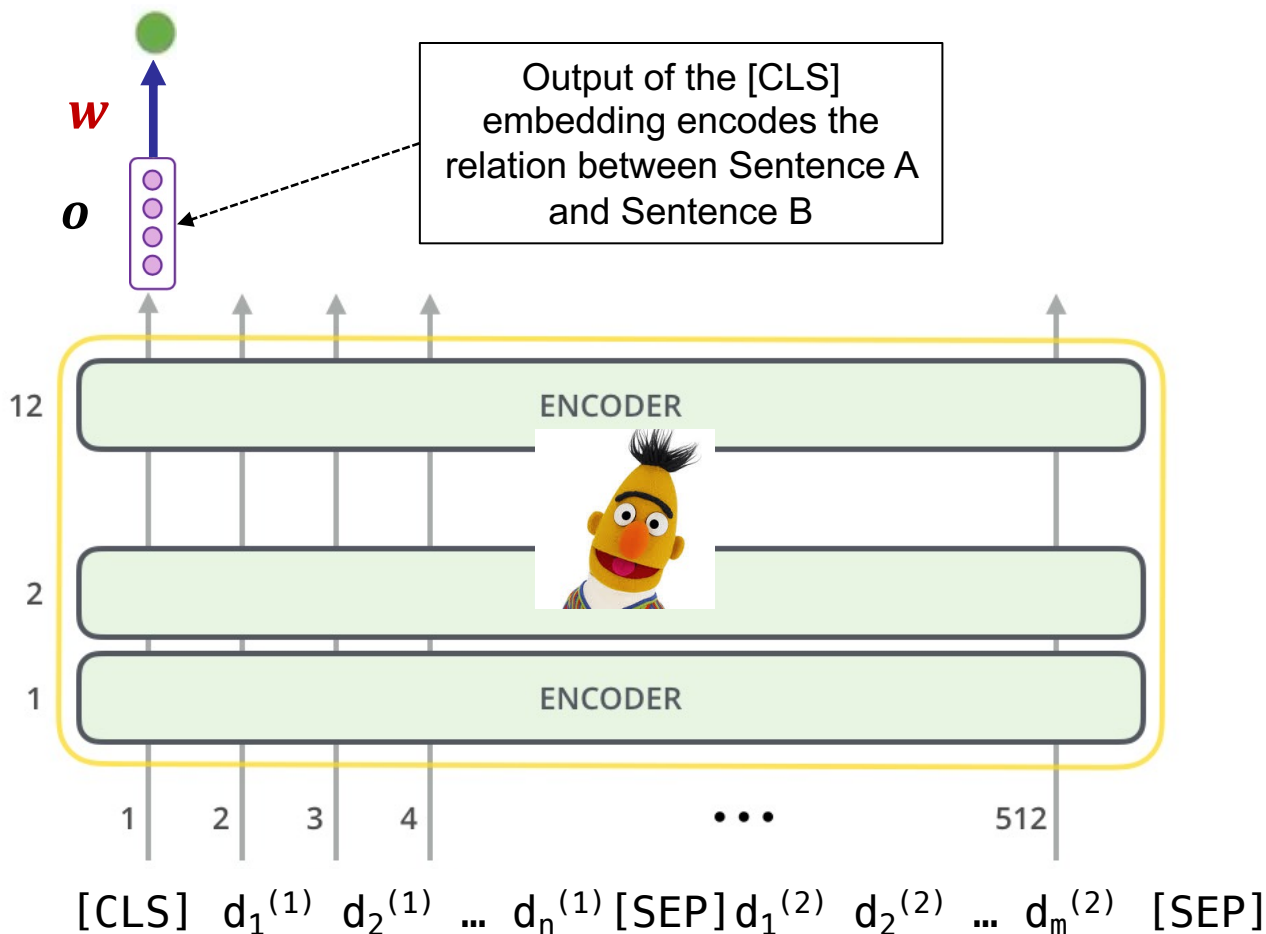 Output of the [CLS]
embedding encodes the
relation between Sentence A
and Sentence B
w
o
12 ENCODER
2
1 ENCODER
1 2 3 4 ••• 512
[CLS] d₁⁽¹⁾ d₂⁽¹⁾ … dₙ⁽¹⁾ [SEP] d₁⁽²⁾ d₂⁽²⁾ … dₘ⁽²⁾ [SEP]